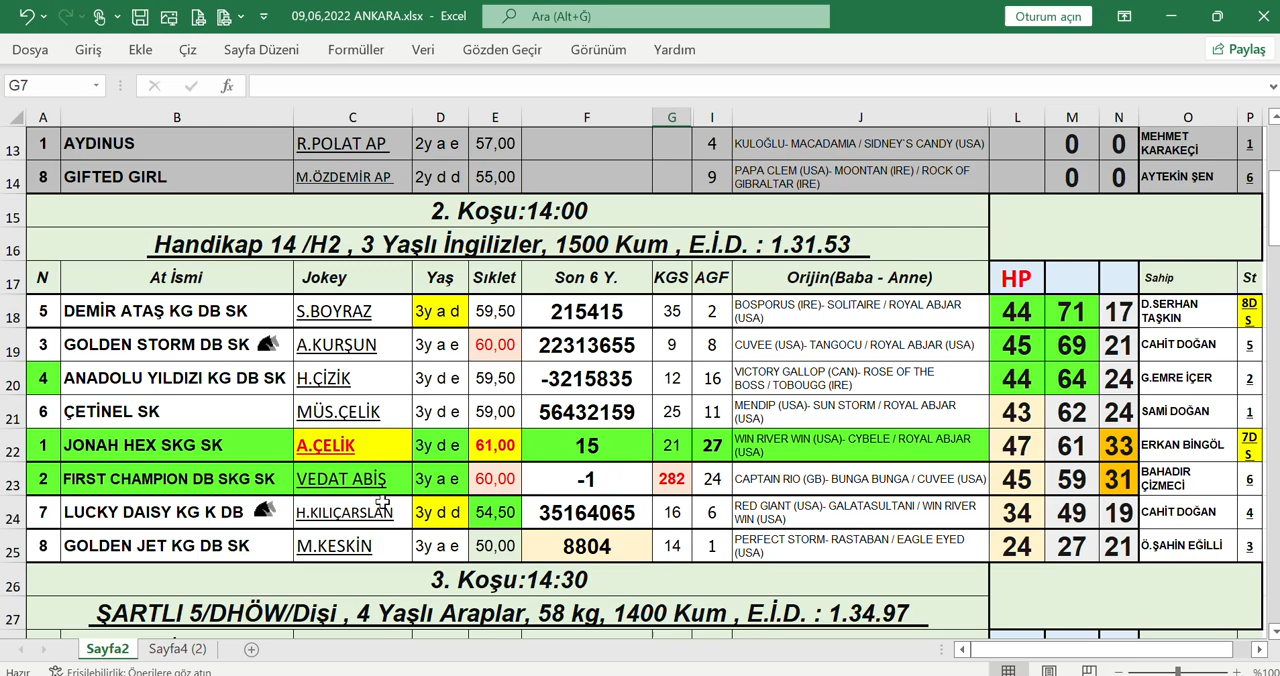 09,06,2022 ANKARA.xlsx - Excel
Ara (Alt+Ğ)
Oturum açın
Dosya Giriş Ekle Çiz Sayfa Düzeni Formüller Veri Gözden Geçir Görünüm Yardım
Paylaş
G7
fx
A B C D E F G I J L M N O P
13 1 AYDINUS R.POLAT AP 2y a e 57,00 4 KULOĞLU- MACADAMIA / SIDNEY`S CANDY (USA) 0 0 MEHMET KARAKEÇİ 1
14 8 GIFTED GIRL M.ÖZDEMİR AP 2y d d 55,00 9 PAPA CLEM (USA)- MOONTAN (IRE) / ROCK OF GIBRALTAR (IRE) 0 0 AYTEKİN ŞEN 6
15 2. Koşu:14:00
16 Handikap 14 /H2 , 3 Yaşlı İngilizler, 1500 Kum , E.İ.D. : 1.31.53
17 N At İsmi Jokey Yaş Sıklet Son 6 Y. KGS AGF Orijin(Baba - Anne) HP Sahip St
18 5 DEMİR ATAŞ KG DB SK S.BOYRAZ 3y a d 59,50 215415 35 2 BOSPORUS (IRE)- SOLITAIRE / ROYAL ABJAR (USA) 44 71 17 D.SERHAN TAŞKIN 8DS
19 3 GOLDEN STORM DB SK A.KURŞUN 3y a e 60,00 22313655 9 8 CUVEE (USA)- TANGOCU / ROYAL ABJAR (USA) 45 69 21 CAHİT DOĞAN 5
20 4 ANADOLU YILDIZI KG DB SK H.ÇİZİK 3y d e 59,50 -3215835 12 16 VICTORY GALLOP (CAN)- ROSE OF THE BOSS / TOBOUGG (IRE) 44 64 24 G.EMRE İÇER 2
21 6 ÇETİNEL SK MÜS.ÇELİK 3y d e 59,00 56432159 25 11 MENDIP (USA)- SUN STORM / ROYAL ABJAR (USA) 43 62 24 SAMİ DOĞAN 1
22 1 JONAH HEX SKG SK A.ÇELİK 3y d e 61,00 15 21 27 WIN RIVER WIN (USA)- CYBELE / ROYAL ABJAR (USA) 47 61 33 ERKAN BİNGÖL 7DS
23 2 FIRST CHAMPION DB SKG SK VEDAT ABİŞ 3y a e 60,00 -1 282 24 CAPTAIN RIO (GB)- BUNGA BUNGA / CUVEE (USA) 45 59 31 BAHADIR ÇİZMECİ 6
24 7 LUCKY DAISY KG K DB H.KILIÇARSLAN 3y d d 54,50 35164065 16 6 RED GIANT (USA)- GALATASULTANI / WIN RIVER WIN (USA) 34 49 19 CAHİT DOĞAN 4
25 8 GOLDEN JET KG DB SK M.KESKİN 3y a e 50,00 8804 14 1 PERFECT STORM- RASTABAN / EAGLE EYED (USA) 24 27 21 Ö.ŞAHİN EĞİLLİ 3
26 3. Koşu:14:30
27 ŞARTLI 5/DHÖW/Dişi , 4 Yaşlı Araplar, 58 kg, 1400 Kum , E.İ.D. : 1.34.97
Sayfa2 Sayfa4 (2)
Hazır Erişilebilirlik: Önerilere göz atın %100